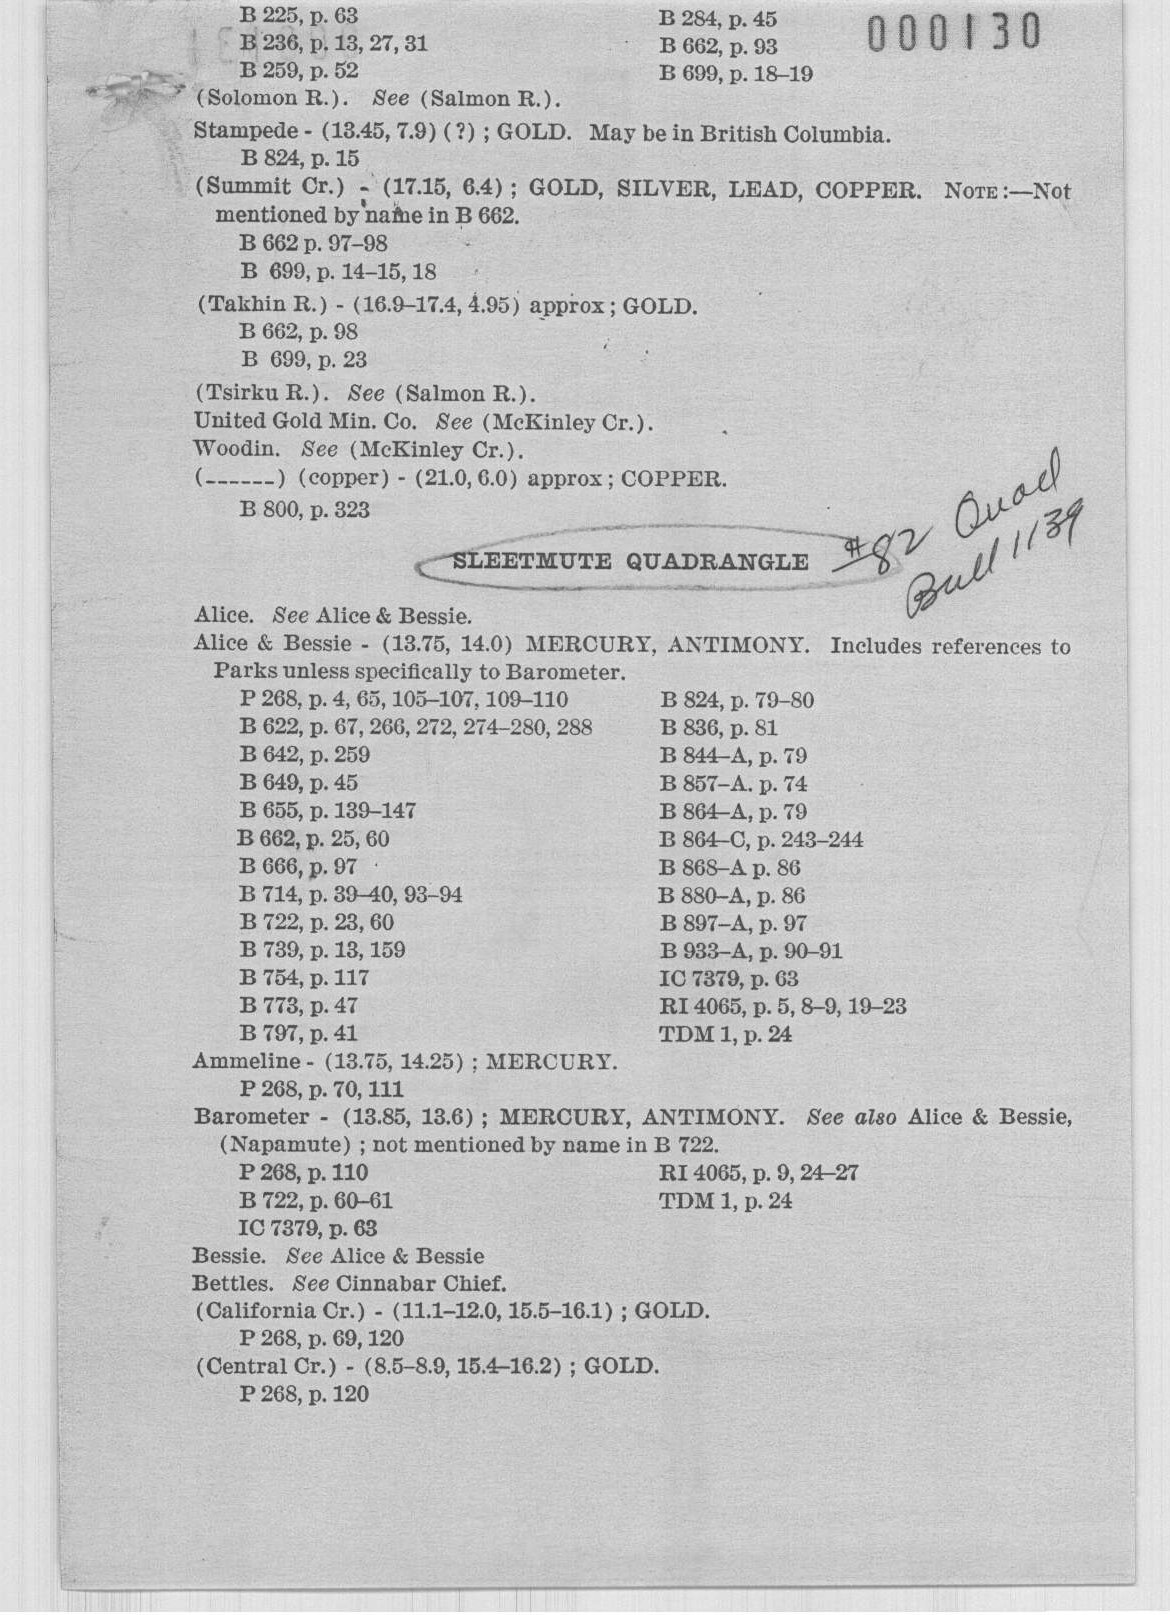 B 225, p. 63
B 236, p. 13, 27, 31
B 259, p. 52
B 284, p. 45
B 662, p. 93
B 699, p. 18–19
000130
(Solomon R.). See (Salmon R.).
Stampede - (13.45, 7.9) (?) ; GOLD. May be in British Columbia.
B 824, p. 15
(Summit Cr.) - (17.15, 6.4) ; GOLD, SILVER, LEAD, COPPER. NOTE:—Not
mentioned by name in B 662.
B 662 p. 97–98
B 699, p. 14–15, 18
(Takhin R.) - (16.9–17.4, 4.95) approx ; GOLD.
B 662, p. 98
B 699, p. 23
(Tsirku R.). See (Salmon R.).
United Gold Min. Co. See (McKinley Cr.).
Woodin. See (McKinley Cr.).
(------) (copper) - (21.0, 6.0) approx ; COPPER.
B 800, p. 323
SLEETMUTE QUADRANGLE
#82 Quad
Bull 1139
Alice. See Alice & Bessie.
Alice & Bessie - (13.75, 14.0) MERCURY, ANTIMONY. Includes references to
Parks unless specifically to Barometer.
P 268, p. 4, 65, 105–107, 109–110
B 622, p. 67, 266, 272, 274–280, 288
B 642, p. 259
B 649, p. 45
B 655, p. 139–147
B 662, p. 25, 60
B 666, p. 97
B 714, p. 39–40, 93–94
B 722, p. 23, 60
B 739, p. 13, 159
B 754, p. 117
B 773, p. 47
B 797, p. 41
B 824, p. 79–80
B 836, p. 81
B 844–A, p. 79
B 857–A. p. 74
B 864–A, p. 79
B 864–C, p. 243–244
B 868–A p. 86
B 880–A, p. 86
B 897–A, p. 97
B 933–A, p. 90–91
IC 7379, p. 63
RI 4065, p. 5, 8–9, 19–23
TDM 1, p. 24
Ammeline - (13.75, 14.25) ; MERCURY.
P 268, p. 70, 111
Barometer - (13.85, 13.6) ; MERCURY, ANTIMONY. See also Alice & Bessie,
(Napamute) ; not mentioned by name in B 722.
P 268, p. 110
B 722, p. 60–61
IC 7379, p. 63
RI 4065, p. 9, 24–27
TDM 1, p. 24
Bessie. See Alice & Bessie
Bettles. See Cinnabar Chief.
(California Cr.) - (11.1–12.0, 15.5–16.1) ; GOLD.
P 268, p. 69, 120
(Central Cr.) - (8.5–8.9, 15.4–16.2) ; GOLD.
P 268, p. 120